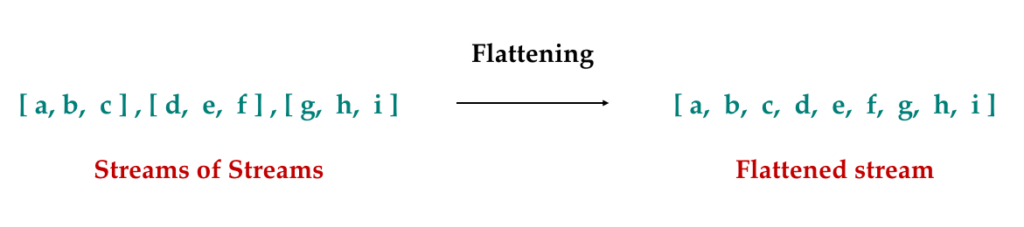 Flattening
[ a, b, c ] , [ d, e, f ] , [ g, h, i ]
[ a, b, c, d, e, f, g, h, i ]
Streams of Streams
Flattened stream